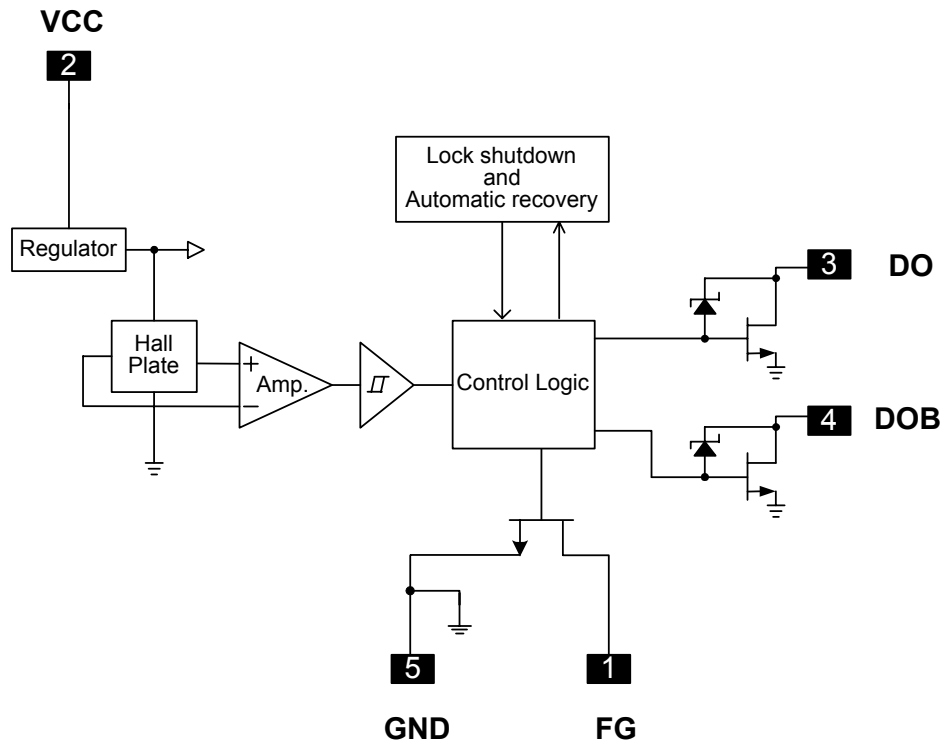 VCC
2
Lock shutdown
and
Automatic recovery
Regulator
3 DO
Hall
Plate
+
Amp.
−
Control Logic
4 DOB
5
1
GND
FG